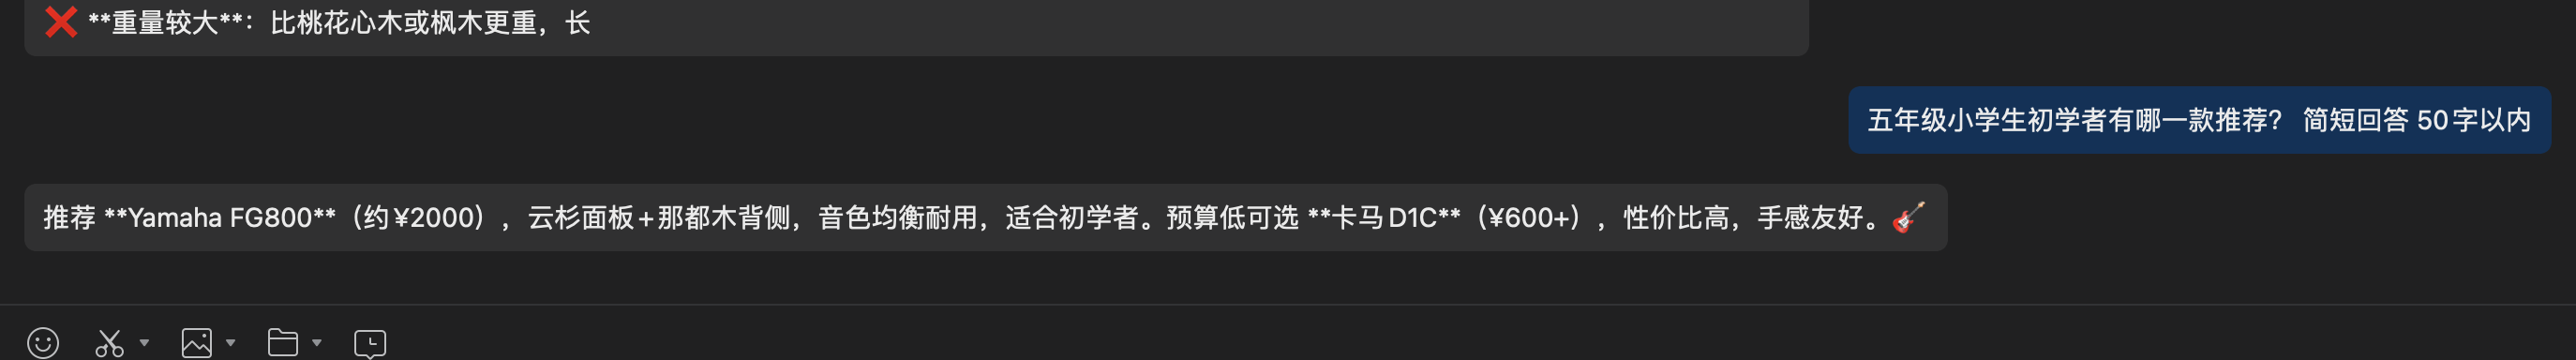 ❌ **重量较大**：比桃花心木或枫木更重，长
五年级小学生初学者有哪一款推荐？ 简短回答 50字以内
推荐 **Yamaha FG800**（约¥2000），云杉面板+那都木背侧，音色均衡耐用，适合初学者。预算低可选 **卡马D1C**（¥600+），性价比高，手感友好。🎸